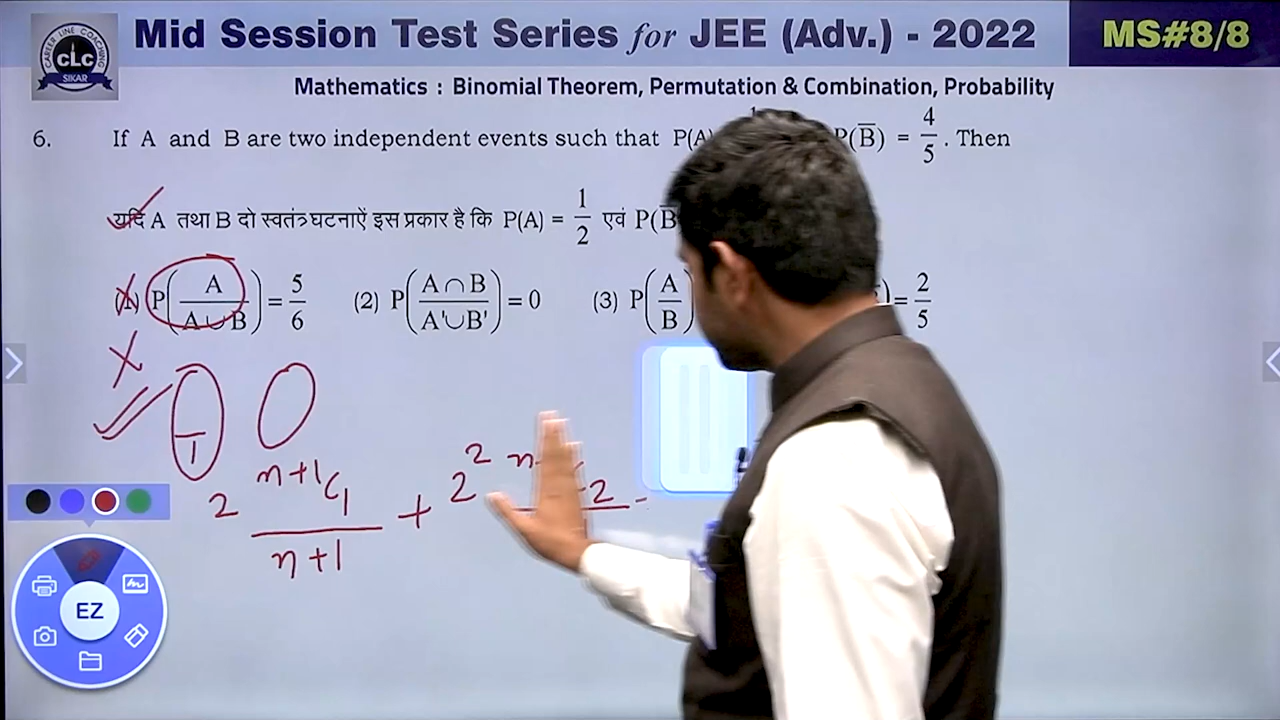 CAREER LINE COACHING
CLC
SIKAR
Mid Session Test Series for JEE (Adv.) - 2022
MS#8/8
Mathematics : Binomial Theorem, Permutation & Combination, Probability
6. If A and B are two independent events such that P(A) P(B̅) = 4/5 . Then
यदि A तथा B दो स्वतंत्र घटनाऐं इस प्रकार है कि P(A) = 1/2 एवं P(B̅
(1) P(A/(A∪B)) = 5/6 (2) P((A∩B)/(A'∪B')) = 0 (3) P(A/B) = 2/5
T
2 n+1C1/(n+1) + 2² 2
EZ